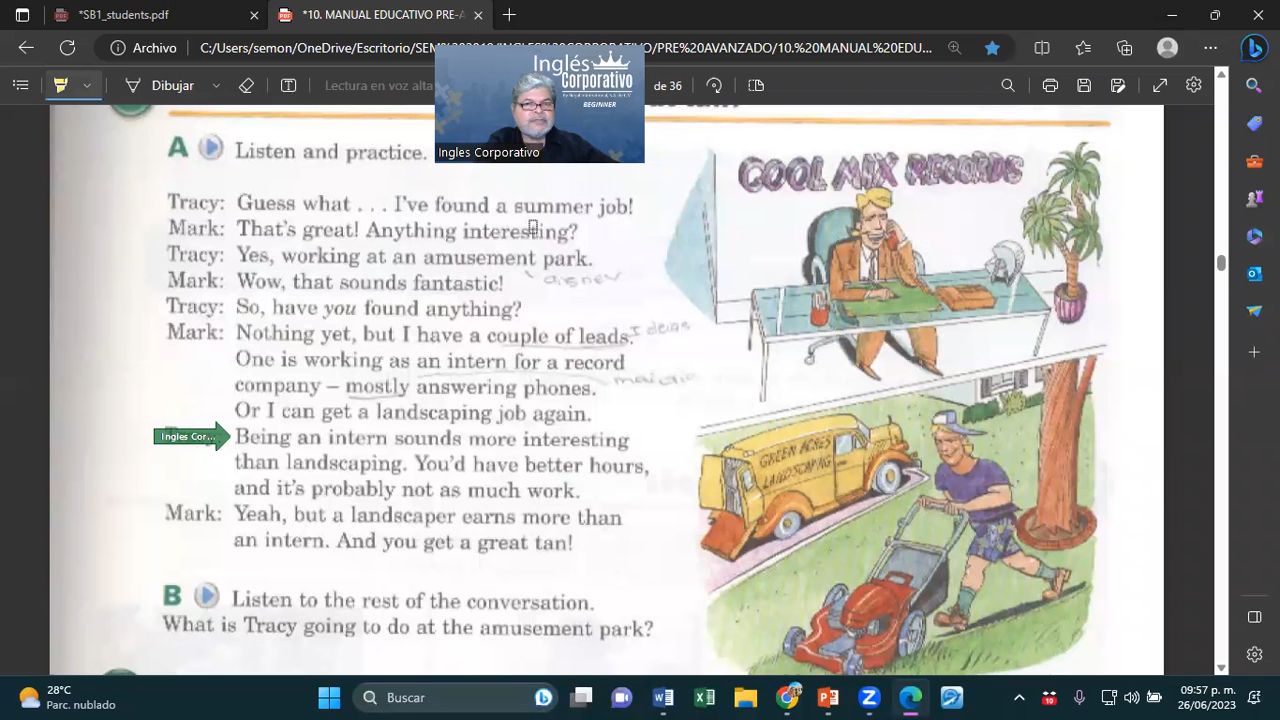 *SB1_students.pdf
*10. MANUAL EDUCATIVO PRE-A
Archivo
C:/Users/semon/OneDrive/Escritorio/
/PRE%20AVANZADO/10.%20MANUAL%20EDU...
Dibujar
Lectura en voz alta
de 36
Inglés
Corporativo
BEGINNER
Ingles Corporativo
A Listen and practice.
Tracy: Guess what . . . I've found a summer job!
Mark: That's great! Anything interesting?
Tracy: Yes, working at an amusement park.
Mark: Wow, that sounds fantastic!
Tracy: So, have you found anything?
Mark: Nothing yet, but I have a couple of leads.
Ideias
One is working as an intern for a record
company – mostly answering phones.
Or I can get a landscaping job again.
Ingles Cor...
Being an intern sounds more interesting
than landscaping. You'd have better hours,
and it's probably not as much work.
Mark: Yeah, but a landscaper earns more than
an intern. And you get a great tan!
B Listen to the rest of the conversation.
What is Tracy going to do at the amusement park?
COOL MIX RECORDS
GREEN ACRES
LANDSCAPING
28°C
Parc. nublado
Buscar
10
09:57 p. m.
26/06/2023